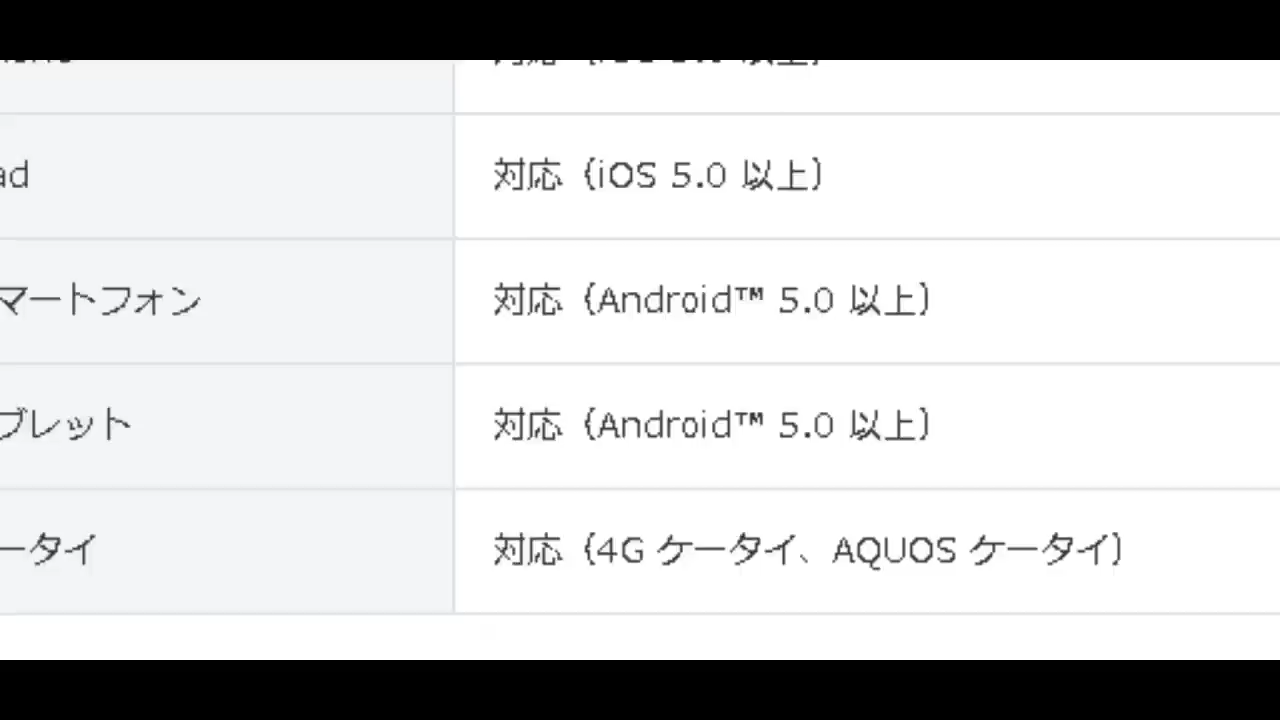 ad 対応（iOS 5.0 以上）
マートフォン 対応（Android™ 5.0 以上）
ブレット 対応（Android™ 5.0 以上）
ータイ 対応（4G ケータイ、AQUOS ケータイ）